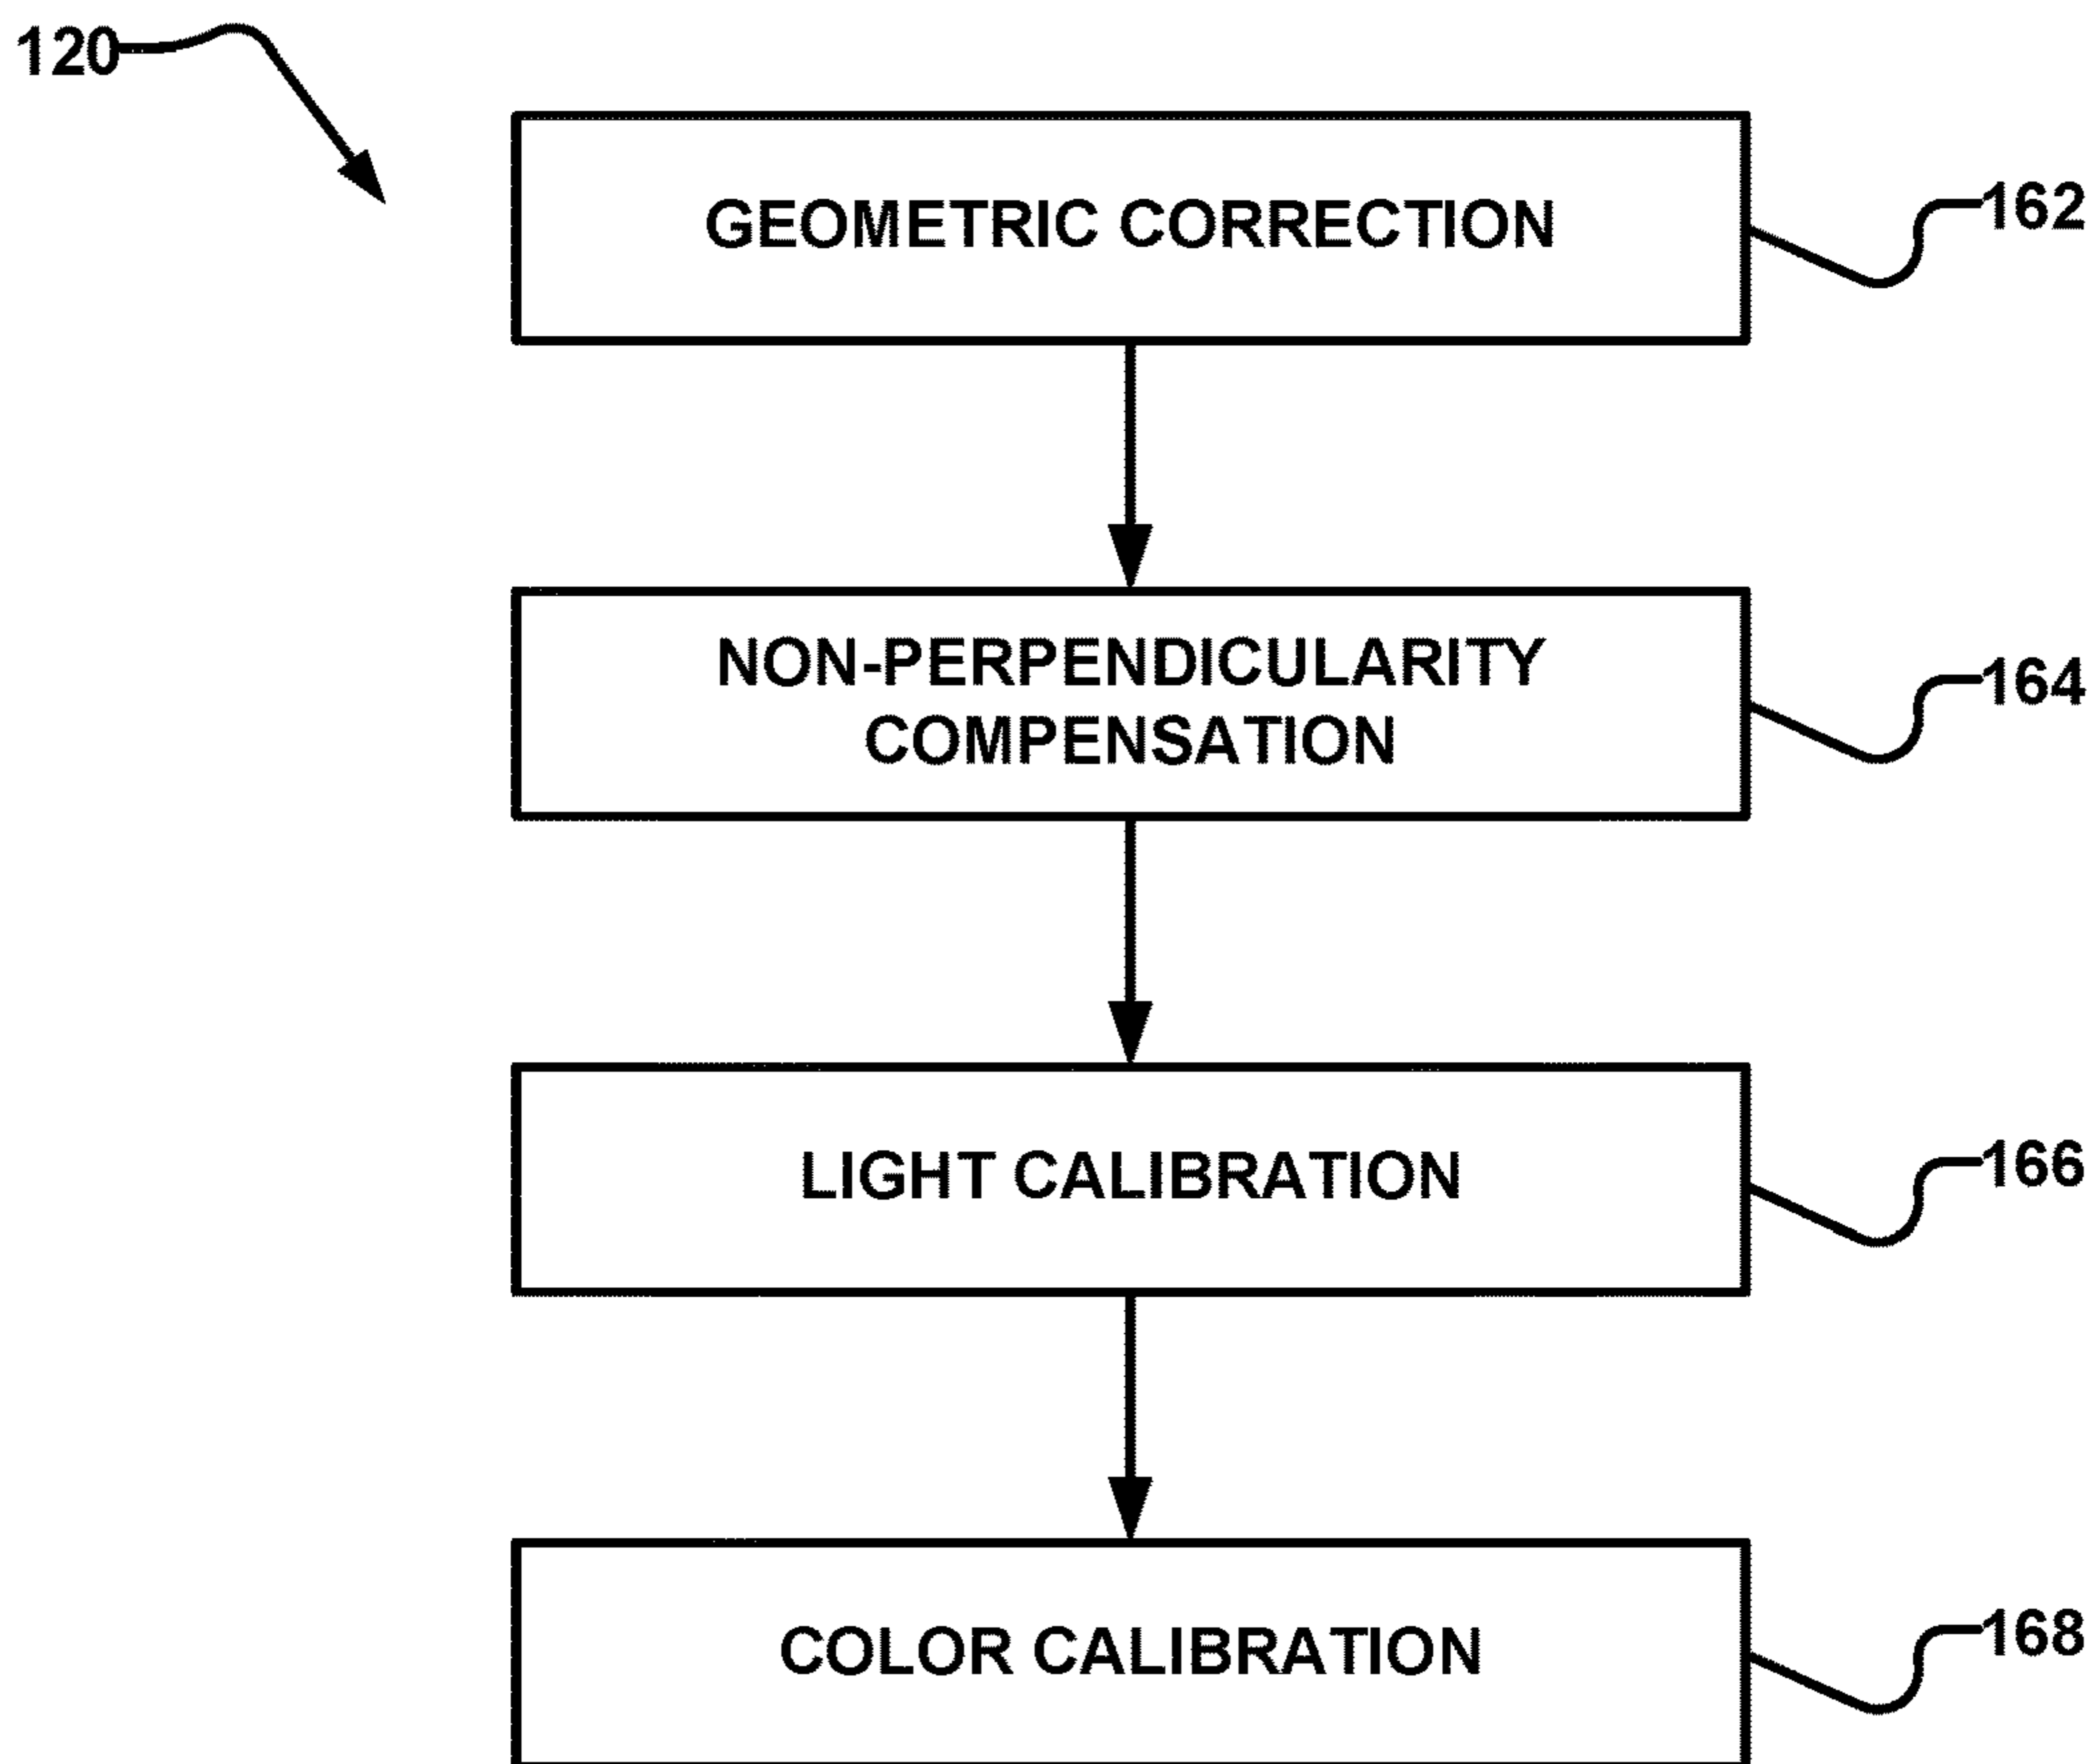 120
GEOMETRIC CORRECTION
162
NON-PERPENDICULARITY
COMPENSATION
164
LIGHT CALIBRATION
166
COLOR CALIBRATION
168